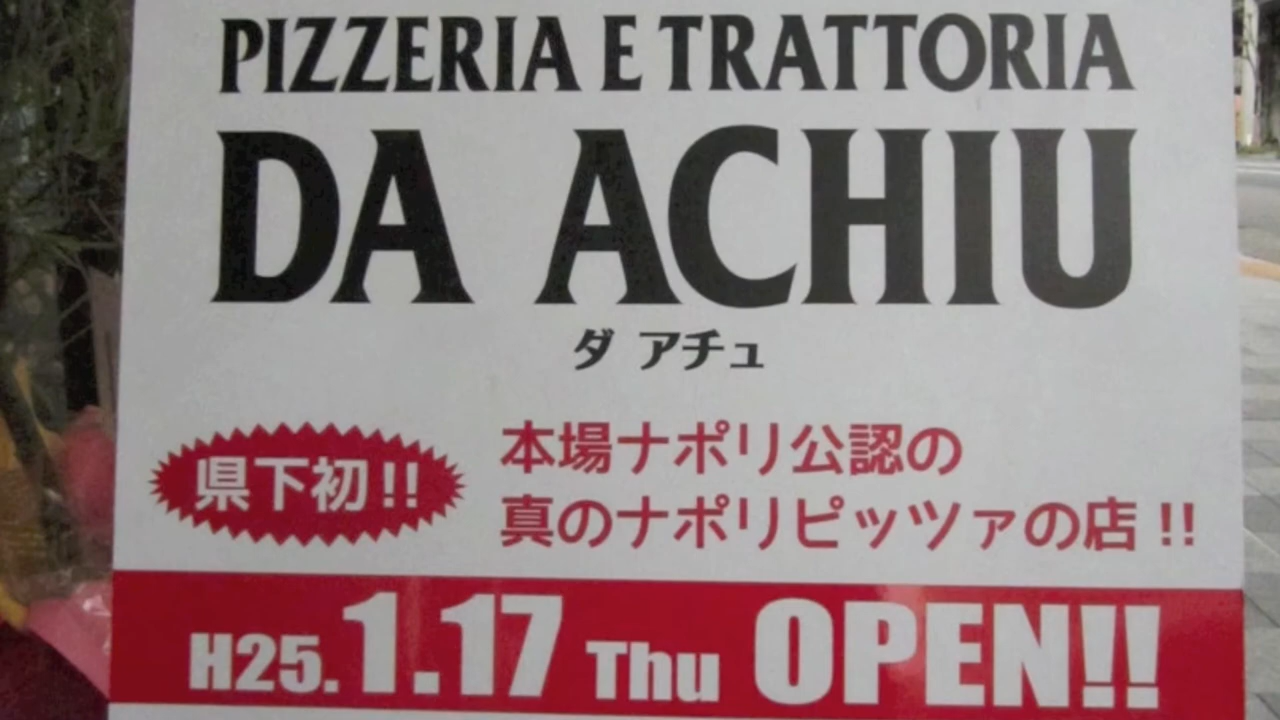 PIZZERIA E TRATTORIA
DA ACHIU
ダ アチュ
県下初!!
本場ナポリ公認の
真のナポリピッツァの店!!
H25.1.17 Thu OPEN!!